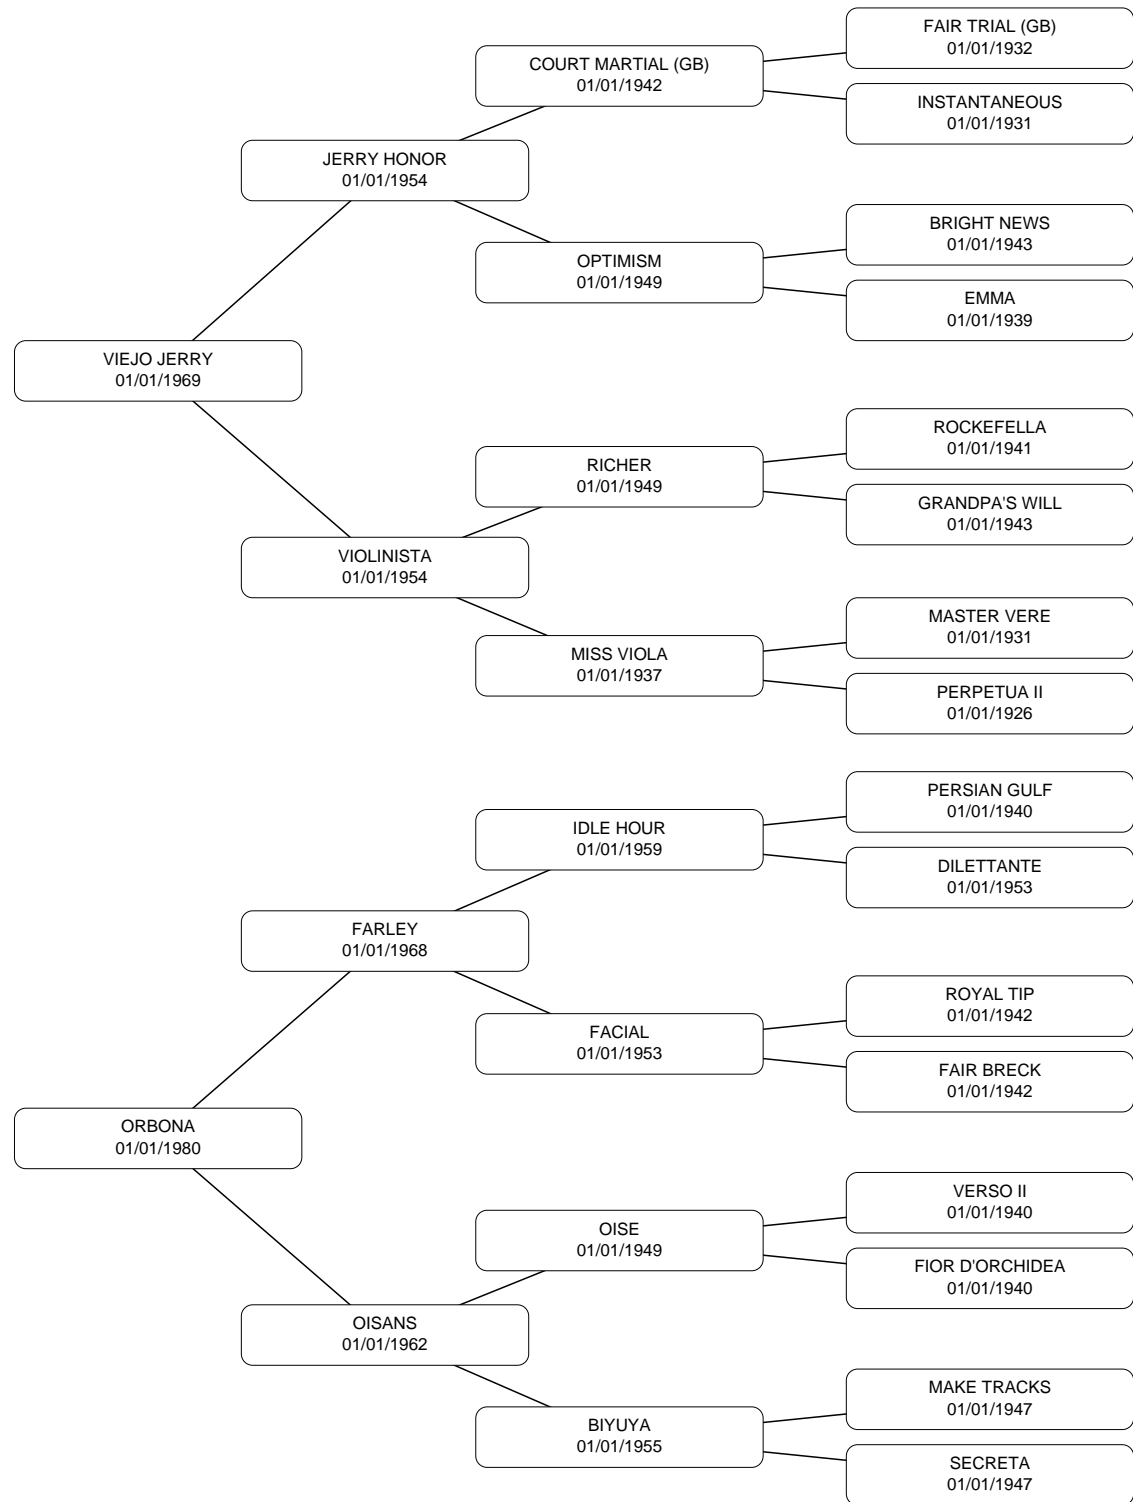 FAIR TRIAL (GB)
01/01/1932
COURT MARTIAL (GB)
01/01/1942
INSTANTANEOUS
01/01/1931
JERRY HONOR
01/01/1954
BRIGHT NEWS
01/01/1943
OPTIMISM
01/01/1949
EMMA
01/01/1939
VIEJO JERRY
01/01/1969
ROCKEFELLA
01/01/1941
RICHER
01/01/1949
GRANDPA'S WILL
01/01/1943
VIOLINISTA
01/01/1954
MASTER VERE
01/01/1931
MISS VIOLA
01/01/1937
PERPETUA II
01/01/1926
PERSIAN GULF
01/01/1940
IDLE HOUR
01/01/1959
DILETTANTE
01/01/1953
FARLEY
01/01/1968
ROYAL TIP
01/01/1942
FACIAL
01/01/1953
FAIR BRECK
01/01/1942
ORBONA
01/01/1980
VERSO II
01/01/1940
OISE
01/01/1949
FIOR D'ORCHIDEA
01/01/1940
OISANS
01/01/1962
MAKE TRACKS
01/01/1947
BIYUYA
01/01/1955
SECRETA
01/01/1947